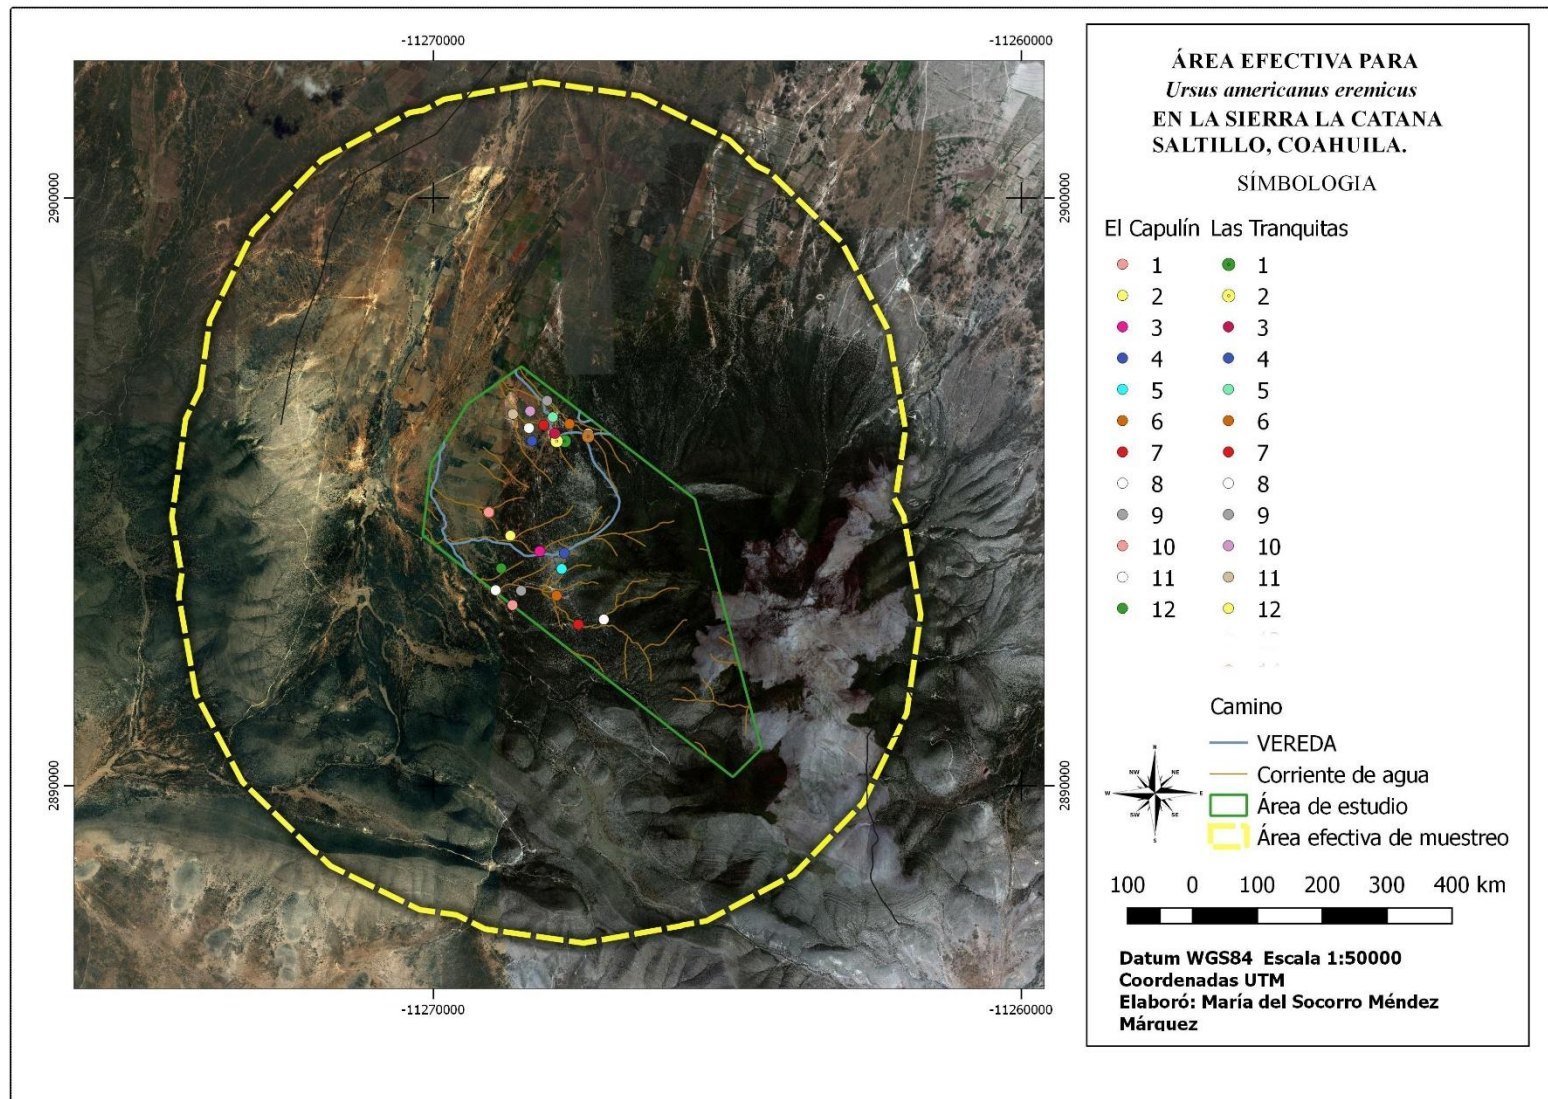 -11270000
-11260000
2900000
2900000
2890000
2890000
-11270000
-11260000
ÁREA EFECTIVA PARA
Ursus americanus eremicus
EN LA SIERRA LA CATANA
SALTILLO, COAHUILA.
SÍMBOLOGIA
El Capulín Las Tranquitas
1 1
2 2
3 3
4 4
5 5
6 6
7 7
8 8
9 9
10 10
11 11
12 12
Camino
VEREDA
Corriente de agua
Área de estudio
Área efectiva de muestreo
N
NW NE
W E
SW SE
S
100 0 100 200 300 400 km
Datum WGS84 Escala 1:50000
Coordenadas UTM
Elaboró: María del Socorro Méndez
Márquez